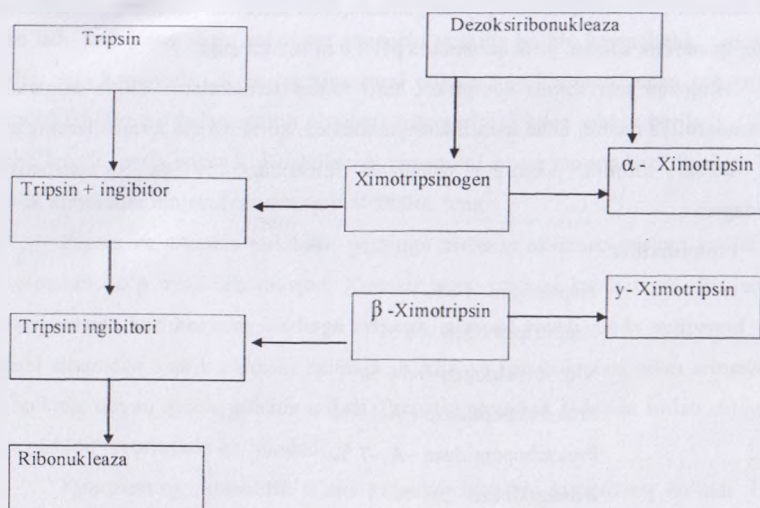 Tripsin
Dezoksiribonukleaza
Tripsin + ingibitor
Ximotripsinogen
α - Ximotripsin
Tripsin ingibitori
β -Ximotripsin
y- Ximotripsin
Ribonukleaza